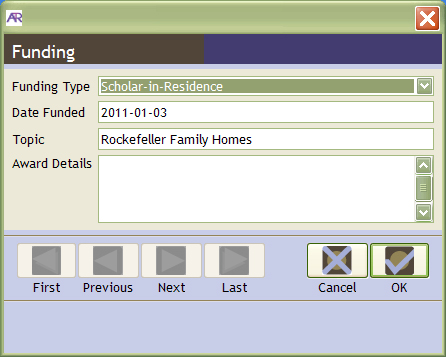 AR
Funding
Funding Type Scholar-in-Residence
Date Funded 2011-01-03
Topic Rockefeller Family Homes
Award Details
First Previous Next Last Cancel OK